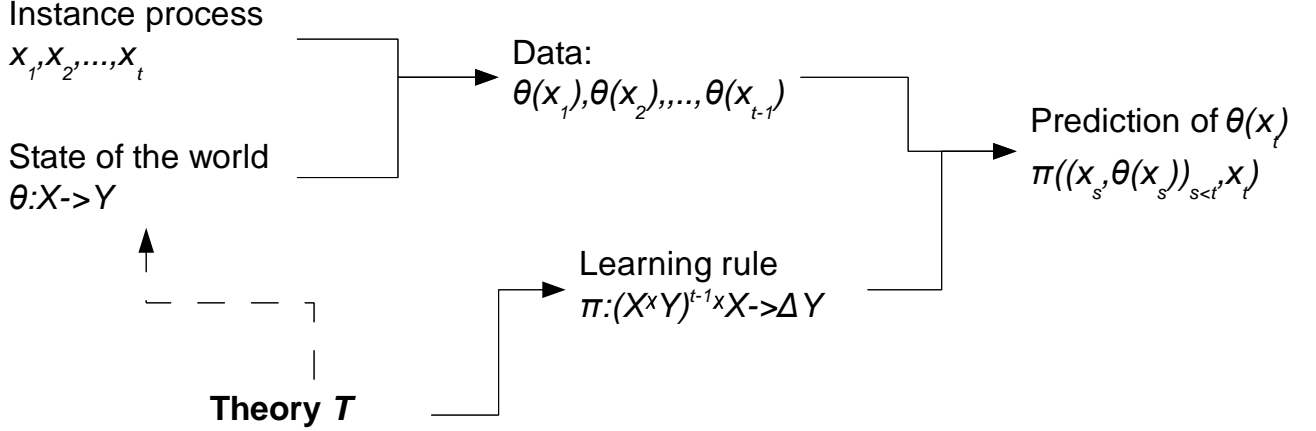 Instance process
x₁,x₂,...,xₜ
State of the world
θ:X->Y
Data:
θ(x₁),θ(x₂),,..,θ(xₜ₋₁)
Theory T
Learning rule
π:(XˣY)ᵗ⁻¹ˣX->ΔY
Prediction of θ(xₜ)
π((xₛ,θ(xₛ))ₛ<ₜ,xₜ)